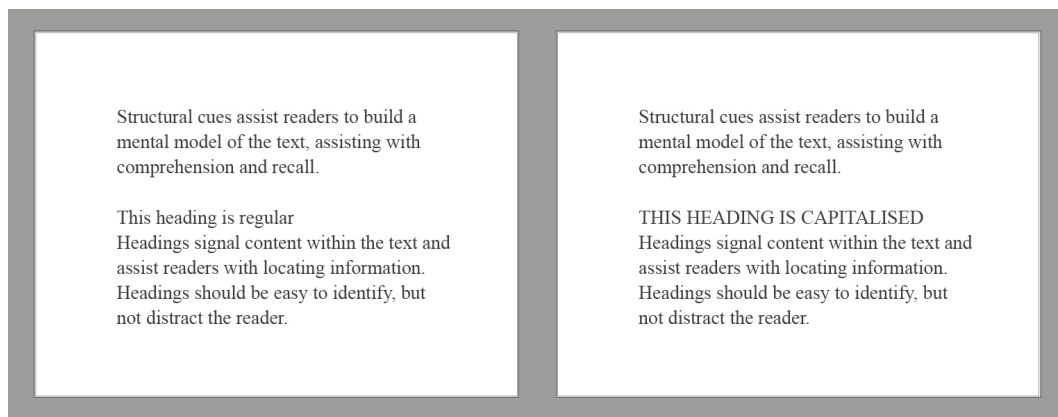 Structural cues assist readers to build a
mental model of the text, assisting with
comprehension and recall.
This heading is regular
Headings signal content within the text and
assist readers with locating information.
Headings should be easy to identify, but
not distract the reader.
Structural cues assist readers to build a
mental model of the text, assisting with
comprehension and recall.
THIS HEADING IS CAPITALISED
Headings signal content within the text and
assist readers with locating information.
Headings should be easy to identify, but
not distract the reader.